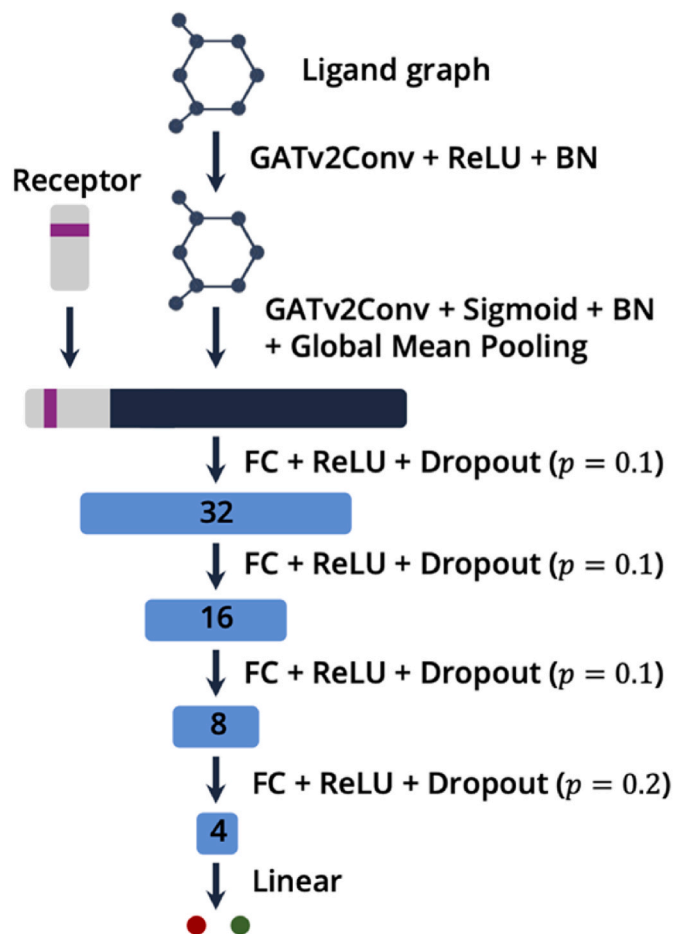 Ligand graph
GATv2Conv + ReLU + BN
Receptor
GATv2Conv + Sigmoid + BN
+ Global Mean Pooling
FC + ReLU + Dropout (p = 0.1)
32
FC + ReLU + Dropout (p = 0.1)
16
FC + ReLU + Dropout (p = 0.1)
8
FC + ReLU + Dropout (p = 0.2)
4
Linear